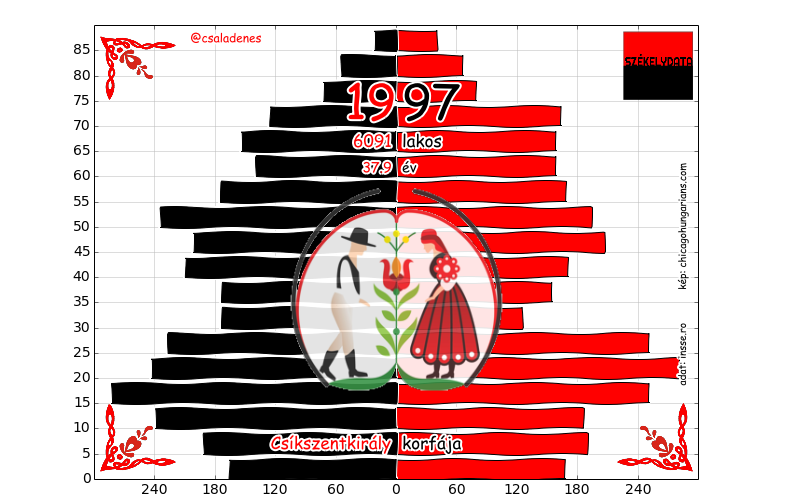 @csaladenes
SZÉKELYDATA
1997
6091 lakos
37.9 év
kép: chicagohungarians.com
adat: insse.ro
Csíkszentkirály korfája
85
80
75
70
65
60
55
50
45
40
35
30
25
20
15
10
5
0
240 180 120 60 0 60 120 180 240